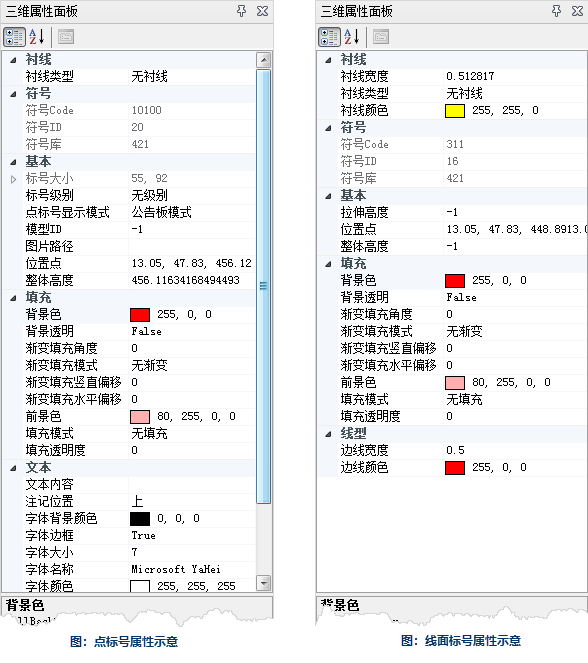 三维属性面板
衬线
衬线类型 无衬线
符号
符号Code 10100
符号ID 20
符号库 421
基本
标号大小 55, 92
标号级别 无级别
点标号显示模式 公告板模式
模型ID -1
图片路径
位置点 13.05, 47.83, 456.12
整体高度 456.11634168494493
填充
背景色 255, 0, 0
背景透明 False
渐变填充角度 0
渐变填充模式 无渐变
渐变填充竖直偏移 0
渐变填充水平偏移 0
前景色 80, 255, 0, 0
填充模式 无填充
填充透明度 0
文本
文本内容
注记位置 上
字体背景颜色 0, 0, 0
字体边框 True
字体大小 7
字体名称 Microsoft YaHei
字体颜色 255, 255, 255
背景色
图：点标号属性示意
三维属性面板
衬线
衬线宽度 0.512817
衬线类型 无衬线
衬线颜色 255, 255, 0
符号
符号Code 311
符号ID 16
符号库 421
基本
拉伸高度 -1
位置点 13.05, 47.83, 448.8913.0
整体高度 -1
填充
背景色 255, 0, 0
背景透明 False
渐变填充角度 0
渐变填充模式 无渐变
渐变填充竖直偏移 0
渐变填充水平偏移 0
前景色 80, 255, 0, 0
填充模式 无填充
填充透明度 0
线型
边线宽度 0.5
边线颜色 255, 0, 0
背景色
图：线面标号属性示意